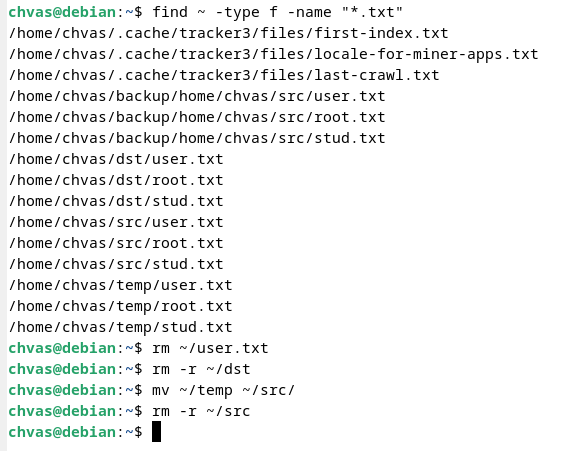 chvas@debian:~$ find ~ -type f -name "*.txt"
/home/chvas/.cache/tracker3/files/first-index.txt
/home/chvas/.cache/tracker3/files/locale-for-miner-apps.txt
/home/chvas/.cache/tracker3/files/last-crawl.txt
/home/chvas/backup/home/chvas/src/user.txt
/home/chvas/backup/home/chvas/src/root.txt
/home/chvas/backup/home/chvas/src/stud.txt
/home/chvas/dst/user.txt
/home/chvas/dst/root.txt
/home/chvas/dst/stud.txt
/home/chvas/src/user.txt
/home/chvas/src/root.txt
/home/chvas/src/stud.txt
/home/chvas/temp/user.txt
/home/chvas/temp/root.txt
/home/chvas/temp/stud.txt
chvas@debian:~$ rm ~/user.txt
chvas@debian:~$ rm -r ~/dst
chvas@debian:~$ mv ~/temp ~/src/
chvas@debian:~$ rm -r ~/src
chvas@debian:~$